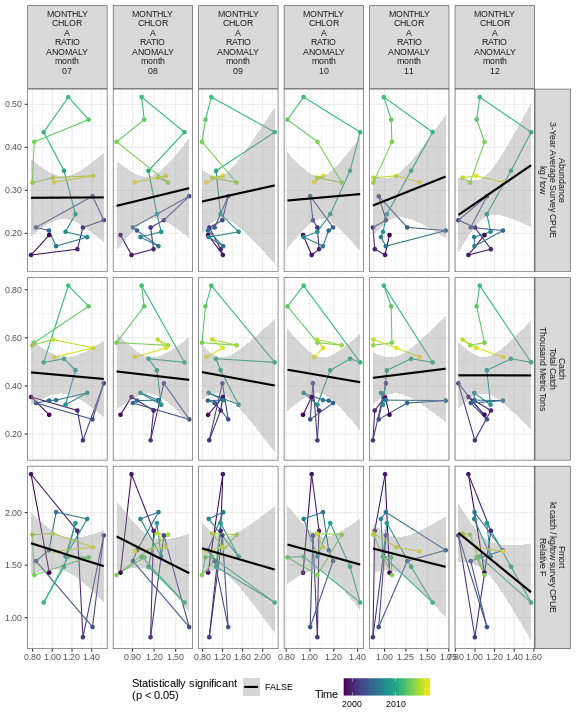 MONTHLY
CHLOR
A
RATIO
ANOMALY
month
07
MONTHLY
CHLOR
A
RATIO
ANOMALY
month
08
MONTHLY
CHLOR
A
RATIO
ANOMALY
month
09
MONTHLY
CHLOR
A
RATIO
ANOMALY
month
10
MONTHLY
CHLOR
A
RATIO
ANOMALY
month
11
MONTHLY
CHLOR
A
RATIO
ANOMALY
month
12
0.50
0.40
0.30
0.20
Abundance
3-Year Average Survey CPUE
kg / tow
0.80
0.60
0.40
0.20
Catch
Total Catch
Thousand Metric Tons
2.00
1.50
1.00
Fmort
kt catch / kg/tow survey CPUE
Relative F
0.80 1.00 1.20 1.40
0.90 1.20 1.50
0.80 1.20 1.60 2.00
0.80 1.00 1.20 1.40
1.00 1.25 1.50
1.00 1.20 1.40 1.60
Statistically significant
(p < 0.05)
FALSE
Time
2000 2010